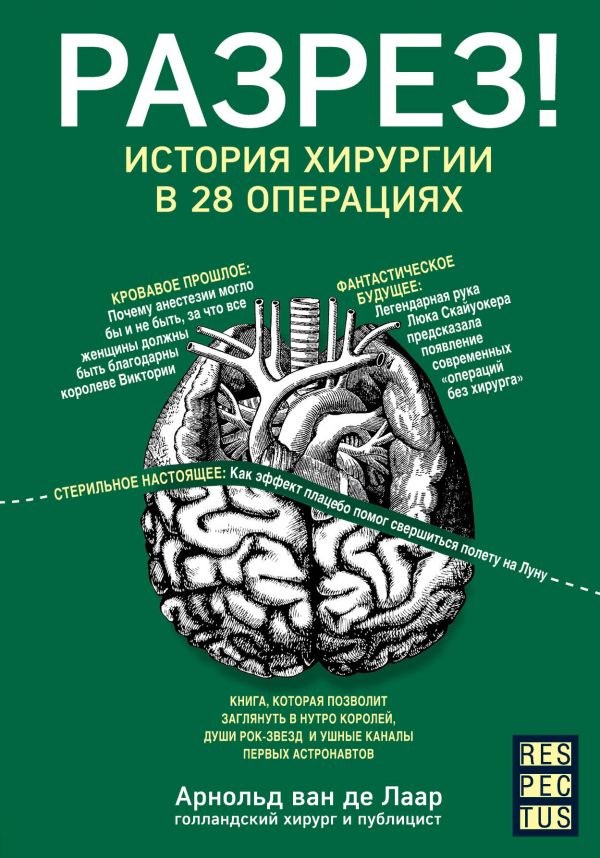 РАЗРЕЗ!
ИСТОРИЯ ХИРУРГИИ
В 28 ОПЕРАЦИЯХ
КРОВАВОЕ ПРОШЛОЕ:
Почему анестезии могло
бы и не быть, за что все
женщины должны
быть благодарны
королеве Виктории
ФАНТАСТИЧЕСКОЕ
БУДУЩЕЕ:
Легендарная рука
Люка Скайуокера
предсказала
появление
современных
«операций
без хирурга»
СТЕРИЛЬНОЕ НАСТОЯЩЕЕ: Как эффект плацебо помог свершиться полету на Луну
КНИГА, КОТОРАЯ ПОЗВОЛИТ
ЗАГЛЯНУТЬ В НУТРО КОРОЛЕЙ,
ДУШИ РОК-ЗВЕЗД И УШНЫЕ КАНАЛЫ
ПЕРВЫХ АСТРОНАВТОВ
Арнольд ван де Лаар
голландский хирург и публицист
RES
PEC
TUS